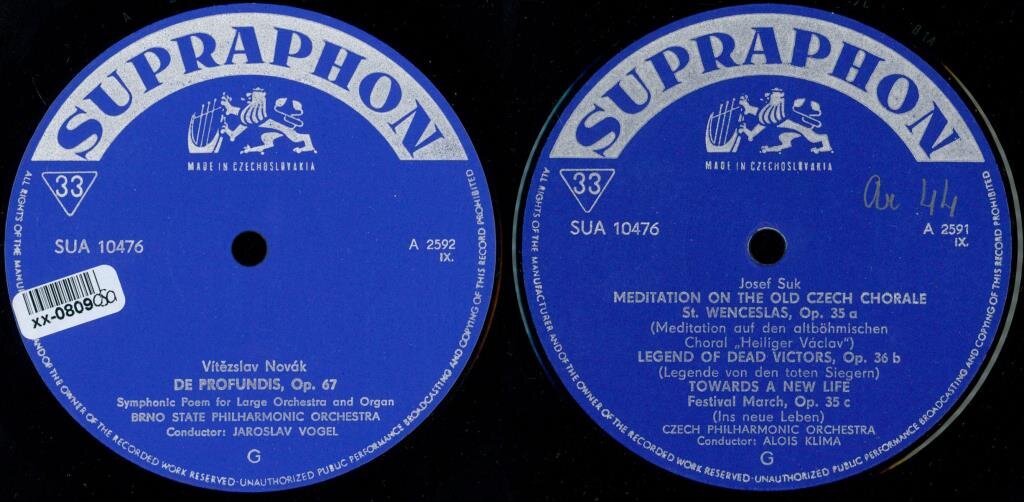 SUPRAPHON
MADE IN CZECHOSLOVAKIA
33
SUA 10476
A 2592
IX.
xx-0809
Vítězslav Novák
DE PROFUNDIS, Op. 67
Symphonic Poem for Large Orchestra and Organ
BRNO STATE PHILHARMONIC ORCHESTRA
Conductor: JAROSLAV VOGEL
G
ALL RIGHTS OF THE MANUFACTURER AND OF THE OWNER OF THE RECORDED WORK RESERVED-UNAUTHORIZED PUBLIC PERFORMANCE BROADCASTING AND COPYING OF THIS RECORD PROHIBITED
SUPRAPHON
MADE IN CZECHOSLOVAKIA
33
Ar 44
SUA 10476
A 2591
IX.
Josef Suk
MEDITATION ON THE OLD CZECH CHORALE
St. WENCESLAS, Op. 35 a
(Meditation auf den altböhmischen
Choral „Heiliger Václav")
LEGEND OF DEAD VICTORS, Op. 36 b
(Legende von den toten Siegern)
TOWARDS A NEW LIFE
Festival March, Op. 35 c
(Ins neue Leben)
CZECH PHILHARMONIC ORCHESTRA
Conductor: ALOIS KLIMA
G
ALL RIGHTS OF THE MANUFACTURER AND OF THE OWNER OF THE RECORDED WORK RESERVED-UNAUTHORIZED PUBLIC PERFORMANCE BROADCASTING AND COPYING OF THIS RECORD PROHIBITED